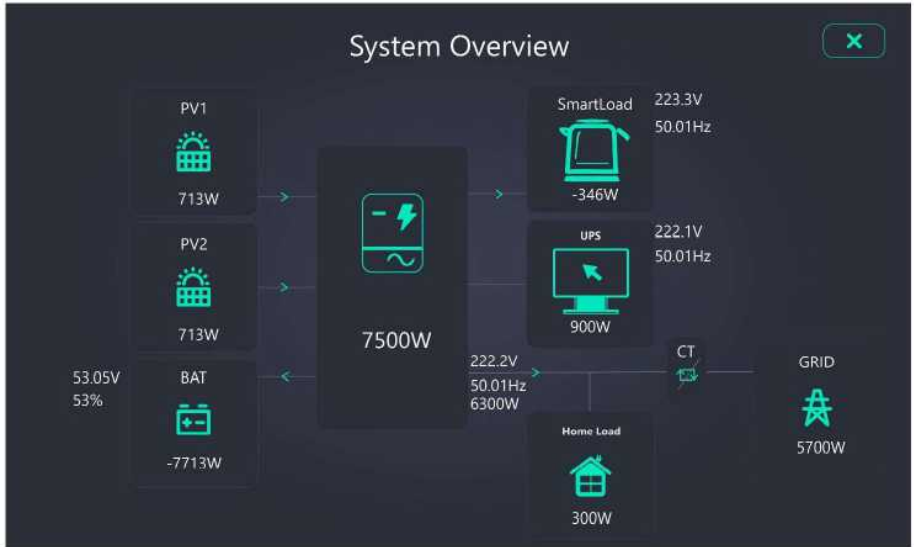 System Overview
PV1
713W
PV2
713W
53.05V
53%
BAT
-7713W
7500W
SmartLoad
223.3V
50.01Hz
-346W
UPS
222.1V
50.01Hz
900W
222.2V
50.01Hz
6300W
CT
GRID
5700W
Home Load
300W